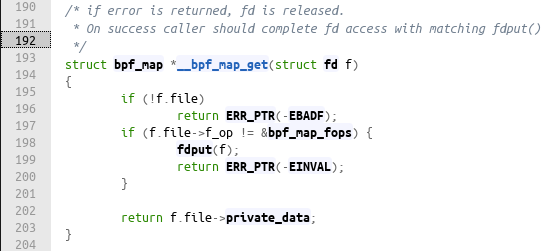 190 /* if error is returned, fd is released.
191  * On success caller should complete fd access with matching fdput()
192  */
193 struct bpf_map *__bpf_map_get(struct fd f)
194 {
195         if (!f.file)
196                 return ERR_PTR(-EBADF);
197         if (f.file->f_op != &bpf_map_fops) {
198                 fdput(f);
199                 return ERR_PTR(-EINVAL);
200         }
201
202         return f.file->private_data;
203 }
204